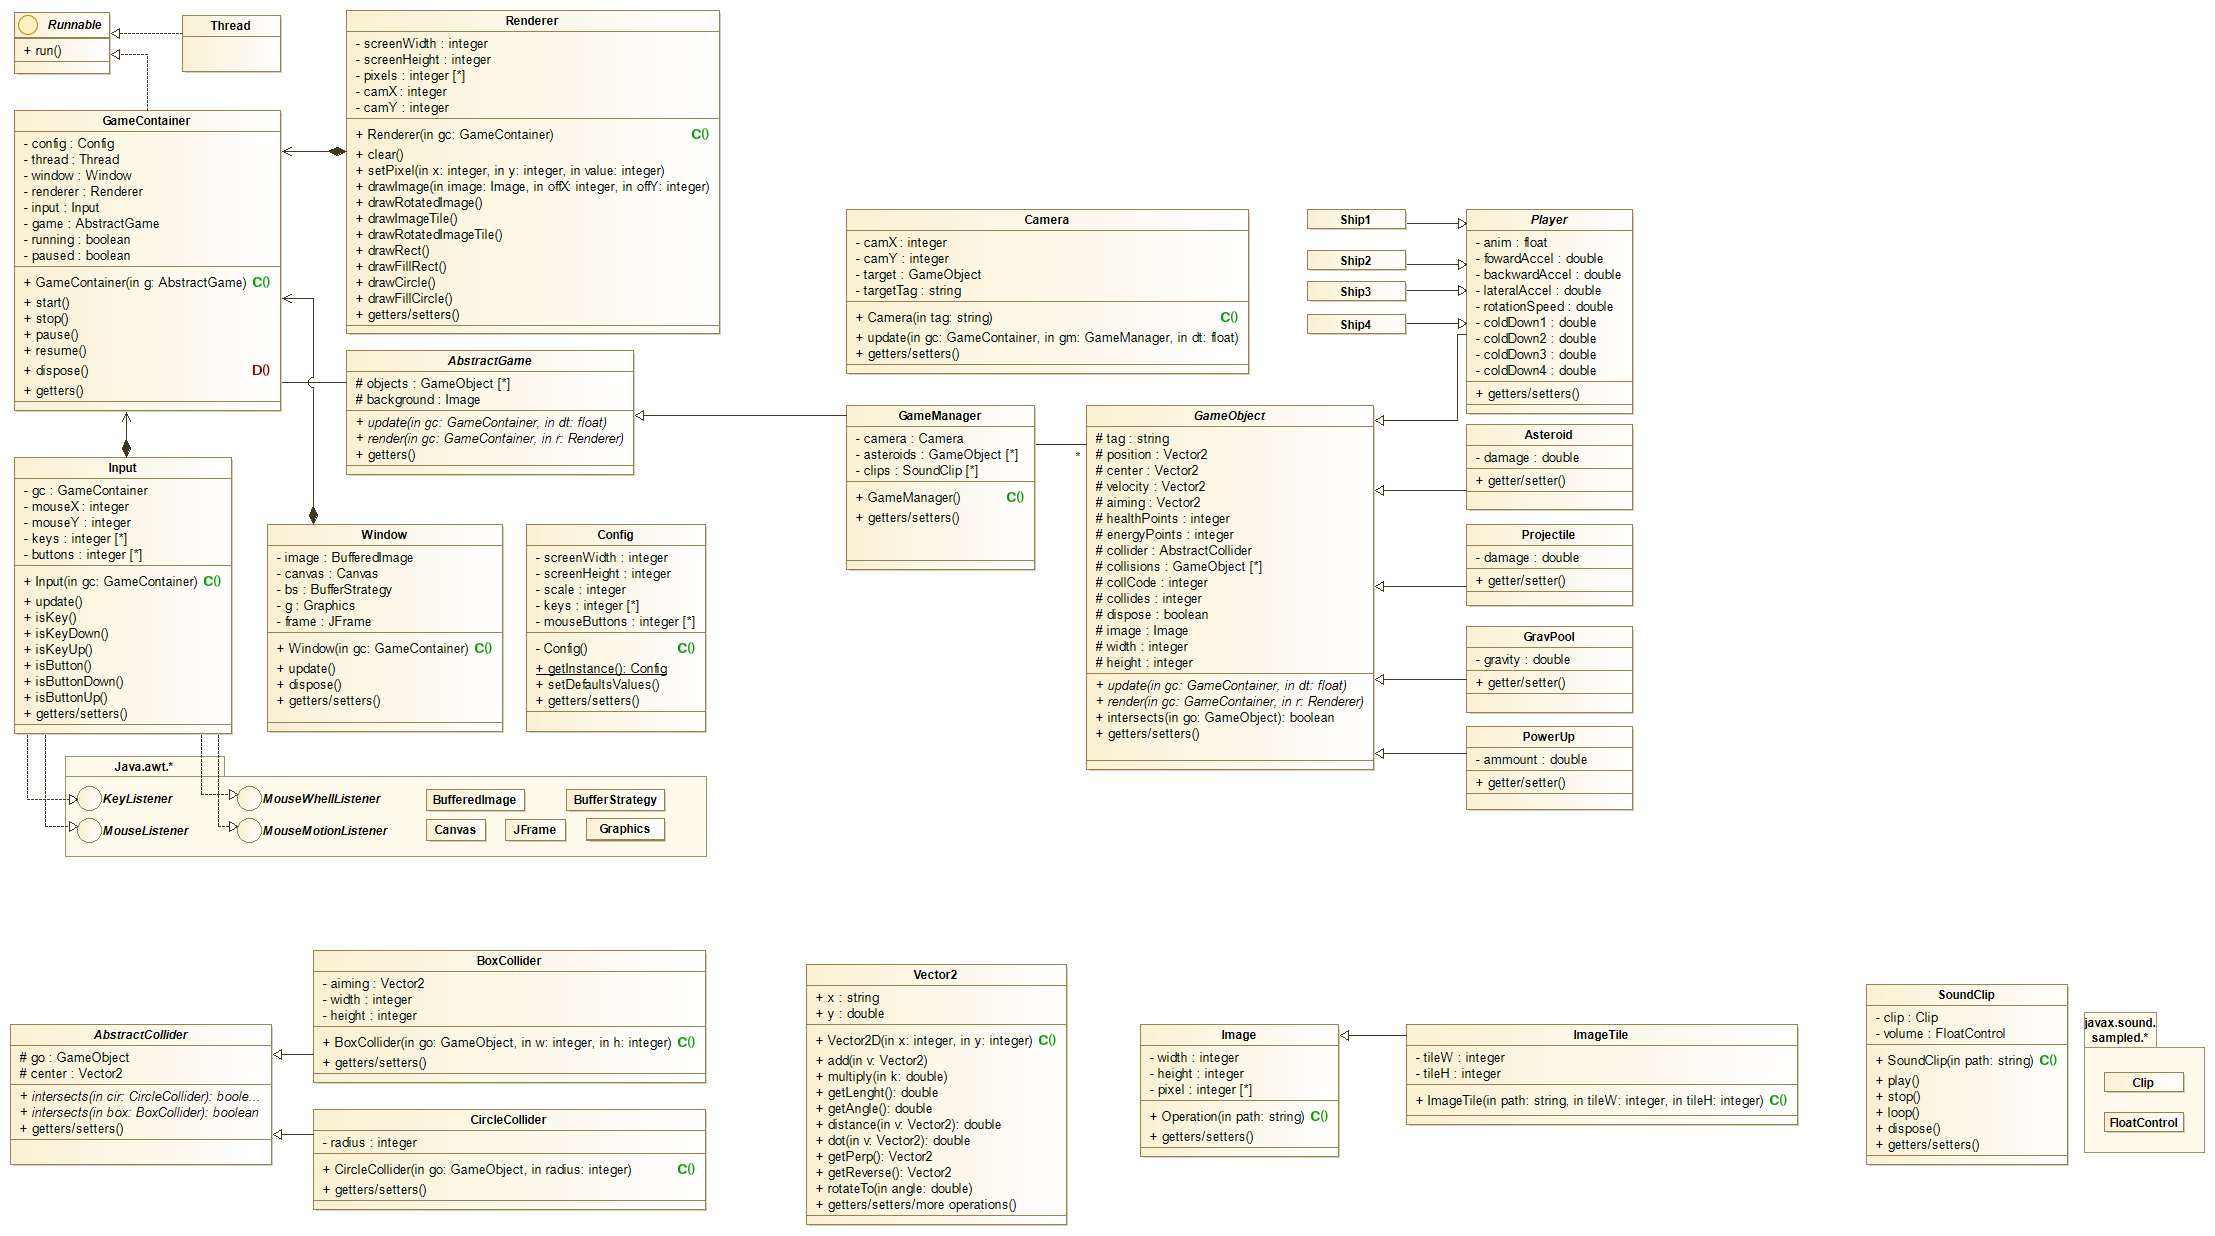 Runnable
+ run()
Thread
GameContainer
- config : Config
- thread : Thread
- window : Window
- renderer : Renderer
- input : Input
- game : AbstractGame
- running : boolean
- paused : boolean
+ GameContainer(in g: AbstractGame) C()
+ start()
+ stop()
+ pause()
+ resume()
+ dispose() D()
+ getters()
Renderer
- screenWidth : integer
- screenHeight : integer
- pixels : integer [*]
- camX : integer
- camY : integer
+ Renderer(in gc: GameContainer) C()
+ clear()
+ setPixel(in x: integer, in y: integer, in value: integer)
+ drawImage(in image: Image, in offX: integer, in offY: integer)
+ drawRotatedImage()
+ drawImageTile()
+ drawRotatedImageTile()
+ drawRect()
+ drawFillRect()
+ drawCircle()
+ drawFillCircle()
+ getters/setters()
AbstractGame
# objects : GameObject [*]
# background : Image
+ update(in gc: GameContainer, in dt: float)
+ render(in gc: GameContainer, in r: Renderer)
+ getters()
Camera
- camX : integer
- camY : integer
- target : GameObject
- targetTag : string
+ Camera(in tag: string) C()
+ update(in gc: GameContainer, in gm: GameManager, in dt: float)
+ getters/setters()
GameManager
- camera : Camera
- asteroids : GameObject [*]
- clips : SoundClip [*]
+ GameManager() C()
+ getters/setters()
*
GameObject
# tag : string
# position : Vector2
# center : Vector2
# velocity : Vector2
# aiming : Vector2
# healthPoints : integer
# energyPoints : integer
# collider : AbstractCollider
# collisions : GameObject [*]
# collCode : integer
# collides : integer
# dispose : boolean
# image : Image
# width : integer
# height : integer
+ update(in gc: GameContainer, in dt: float)
+ render(in gc: GameContainer, in r: Renderer)
+ intersects(in go: GameObject): boolean
+ getters/setters()
Ship1
Ship2
Ship3
Ship4
Player
- anim : float
- fowardAccel : double
- backwardAccel : double
- lateralAccel : double
- rotationSpeed : double
- coldDown1 : double
- coldDown2 : double
- coldDown3 : double
- coldDown4 : double
+ getters/setters()
Asteroid
- damage : double
+ getter/setter()
Projectile
- damage : double
+ getter/setter()
GravPool
- gravity : double
+ getter/setter()
PowerUp
- ammount : double
+ getter/setter()
Input
- gc : GameContainer
- mouseX : integer
- mouseY : integer
- keys : integer [*]
- buttons : integer [*]
+ Input(in gc: GameContainer) C()
+ update()
+ isKey()
+ isKeyDown()
+ isKeyUp()
+ isButton()
+ isButtonDown()
+ isButtonUp()
+ getters/setters()
Window
- image : BufferedImage
- canvas : Canvas
- bs : BufferStrategy
- g : Graphics
- frame : JFrame
+ Window(in gc: GameContainer) C()
+ update()
+ dispose()
+ getters/setters()
Config
- screenWidth : integer
- screenHeight : integer
- scale : integer
- keys : integer [*]
- mouseButtons : integer [*]
- Config() C()
+ getInstance(): Config
+ setDefaultsValues()
+ getters/setters()
Java.awt.*
KeyListener
MouseListener
MouseWhellListener
MouseMotionListener
BufferedImage
BufferStrategy
Canvas
JFrame
Graphics
AbstractCollider
# go : GameObject
# center : Vector2
+ intersects(in cir: CircleCollider): boole...
+ intersects(in box: BoxCollider): boolean
+ getters/setters()
BoxCollider
- aiming : Vector2
- width : integer
- height : integer
+ BoxCollider(in go: GameObject, in w: integer, in h: integer) C()
+ getters/setters()
CircleCollider
- radius : integer
+ CircleCollider(in go: GameObject, in radius: integer) C()
+ getters/setters()
Vector2
+ x : string
+ y : double
+ Vector2D(in x: integer, in y: integer) C()
+ add(in v: Vector2)
+ multiply(in k: double)
+ getLenght(): double
+ getAngle(): double
+ distance(in v: Vector2): double
+ dot(in v: Vector2): double
+ getPerp(): Vector2
+ getReverse(): Vector2
+ rotateTo(in angle: double)
+ getters/setters/more operations()
Image
- width : integer
- height : integer
- pixel : integer [*]
+ Operation(in path: string) C()
+ getters/setters()
ImageTile
- tileW : integer
- tileH : integer
+ ImageTile(in path: string, in tileW: integer, in tileH: integer) C()
SoundClip
- clip : Clip
- volume : FloatControl
+ SoundClip(in path: string) C()
+ play()
+ stop()
+ loop()
+ dispose()
+ getters/setters()
javax.sound.
sampled.*
Clip
FloatControl